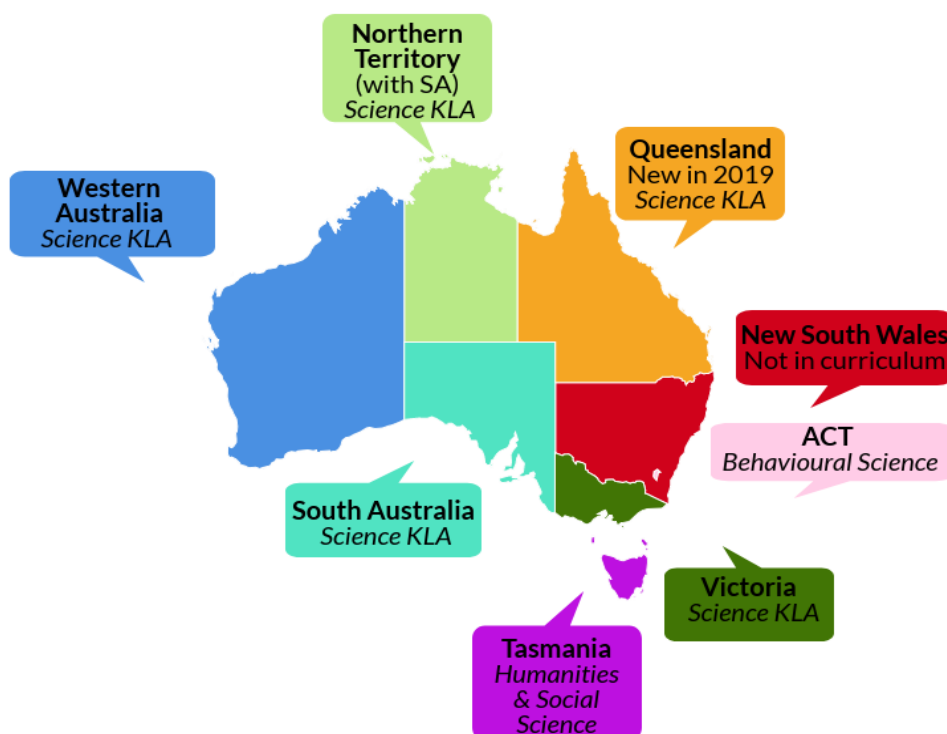 Northern
Territory
(with SA)
Science KLA
Queensland
New in 2019
Science KLA
Western
Australia
Science KLA
New South Wales
Not in curriculum
ACT
Behavioural Science
South Australia
Science KLA
Victoria
Science KLA
Tasmania
Humanities
& Social
Science